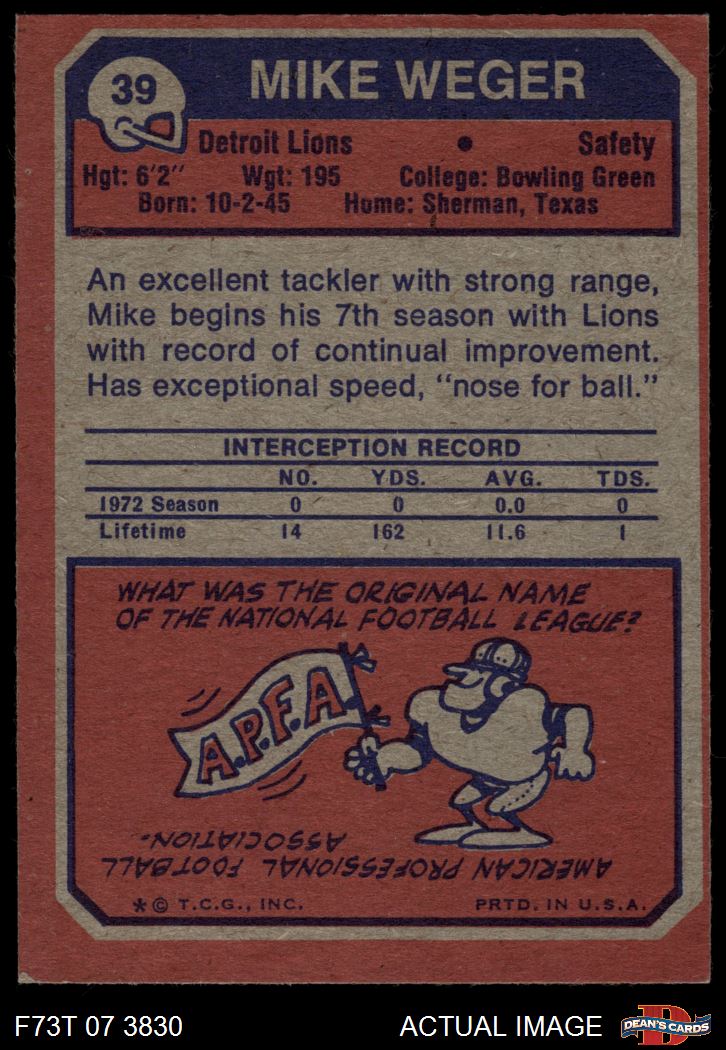 39
MIKE WEGER
Detroit Lions • Safety
Hgt: 6'2" Wgt: 195 College: Bowling Green
Born: 10-2-45 Home: Sherman, Texas
An excellent tackler with strong range,
Mike begins his 7th season with Lions
with record of continual improvement.
Has exceptional speed, "nose for ball."
INTERCEPTION RECORD
NO. YDS. AVG. TDS.
1972 Season 0 0 0.0 0
Lifetime 14 162 11.6 1
WHAT WAS THE ORIGINAL NAME
OF THE NATIONAL FOOTBALL LEAGUE?
A.P.F.A.
AMERICAN PROFESSIONAL FOOTBALL
ASSOCIATION.
* © T.C.G., INC. PRTD. IN U.S.A.
F73T 07 3830 ACTUAL IMAGE
D
DEAN'S CARDS